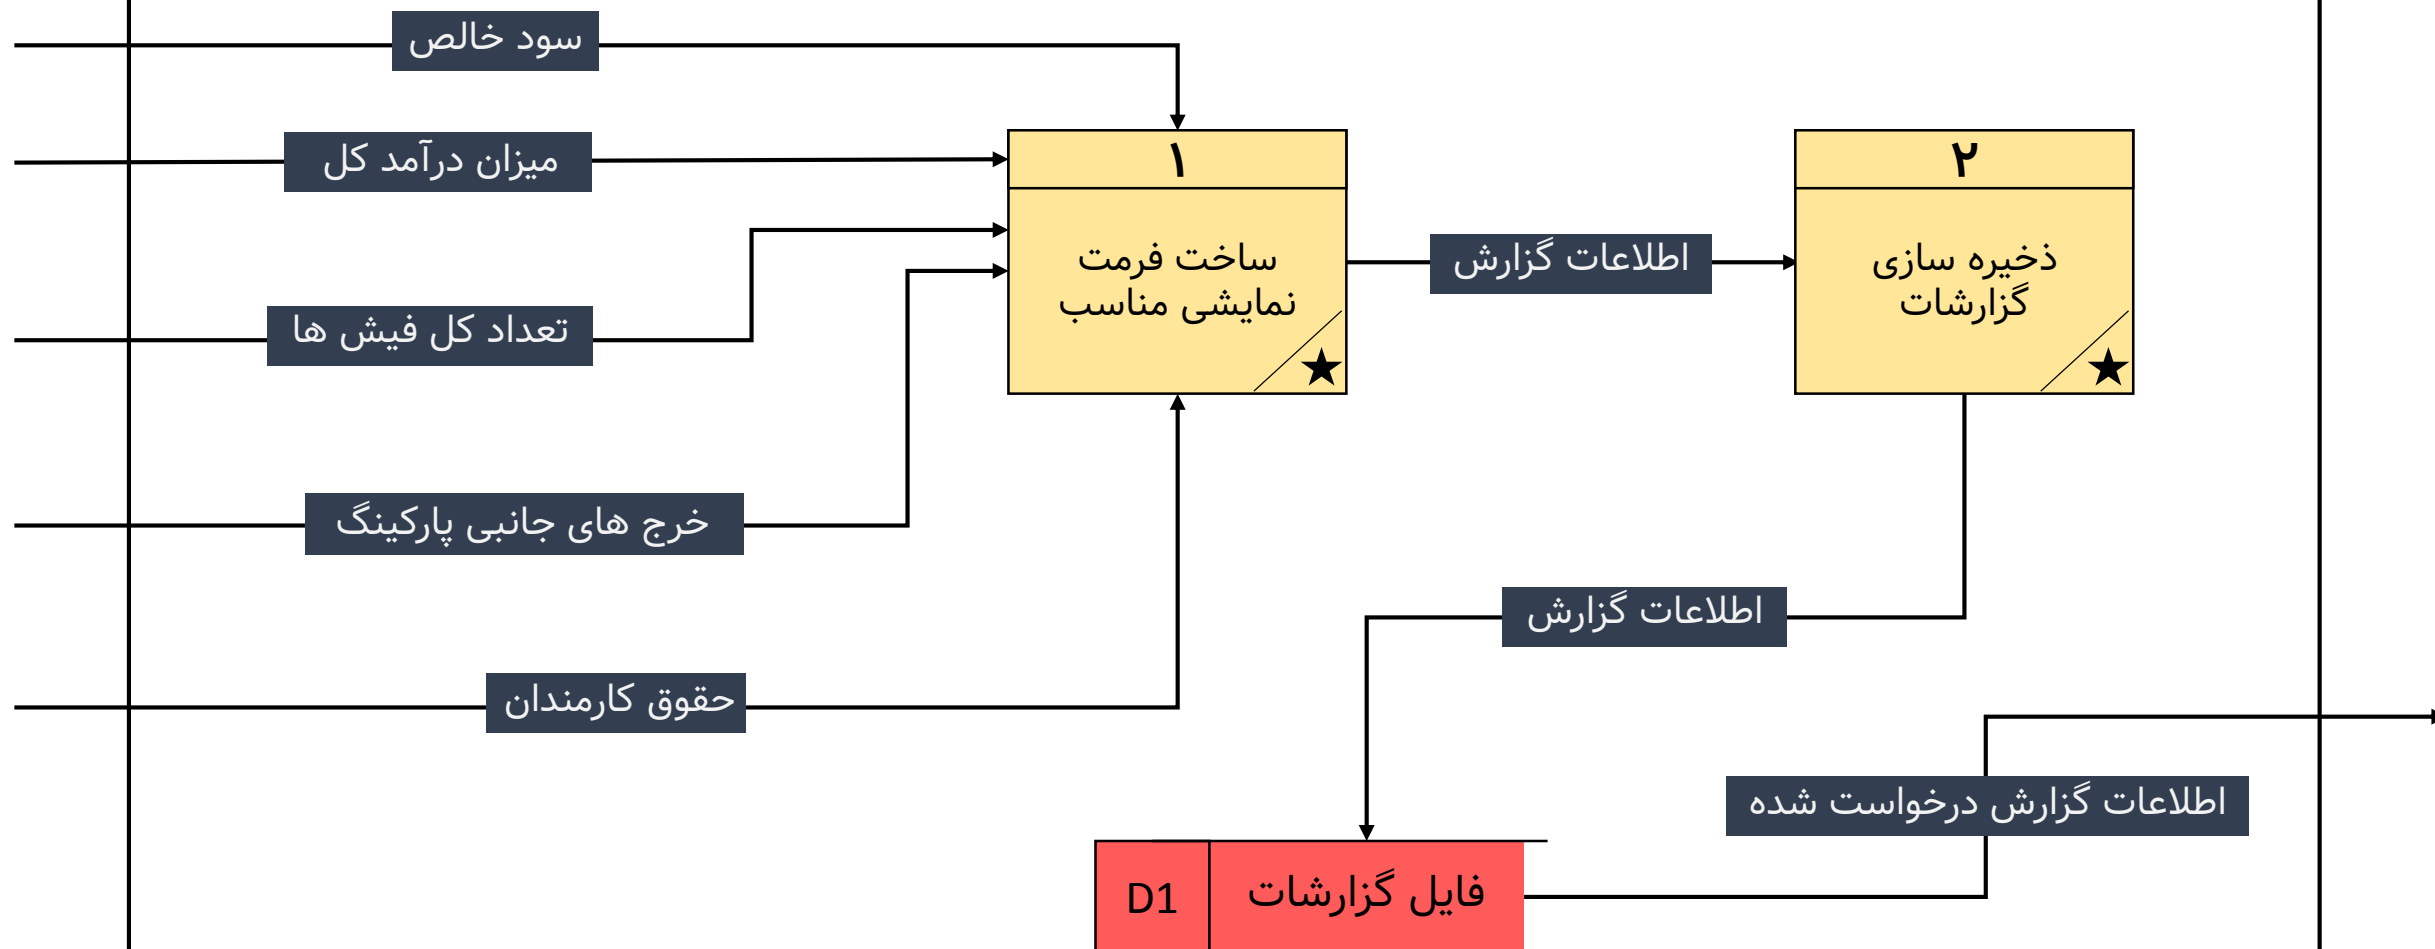 سود خالص
میزان درآمد کل
۱
۲
ساخت فرمت
نمایشی مناسب
اطلاعات گزارش
ذخیره سازی
گزارشات
تعداد کل فیش ها
خرج های جانبی پارکینگ
اطلاعات گزارش
حقوق کارمندان
اطلاعات گزارش درخواست شده
D1
فایل گزارشات